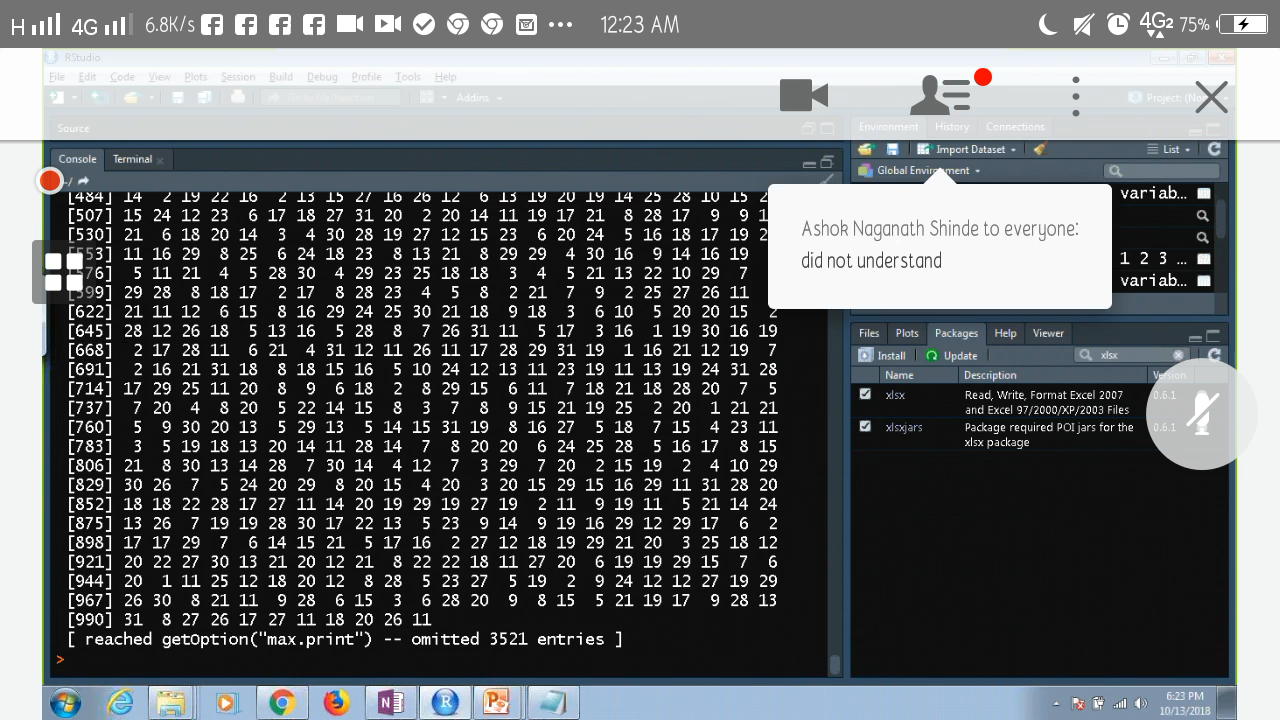 H 4G 6.8K/s 12:23 AM 4G2 75%
RStudio
File Edit Code View Plots Session Build Debug Profile Tools Help
Addins
Project: (No
Source
Environment History Connections
Console Terminal
Import Dataset List
~/
Global Environment
Ashok Naganath Shinde to everyone:
did not understand
variab...
1 2 3 ...
variab...
[484] 14 2 19 22 16 2 13 15 27 16 26 12 6 13 19 20 19 14 25 28 10 15
[507] 15 24 12 23 6 17 18 27 31 20 2 20 14 11 19 17 21 8 28 17 9 9
[530] 21 6 18 20 14 4 30 28 19 27 12 15 23 6 20 24 5 16 18 17 19
[553] 11 16 29 8 25 6 24 18 23 8 13 21 8 29 29 4 30 16 9 14 16 19
576] 5 11 21 4 5 28 30 4 29 23 25 18 18 3 4 5 21 13 22 10 29 7
599] 29 28 8 18 17 2 17 8 28 23 4 5 8 2 21 7 9 2 25 27 26 11
[622] 21 11 12 6 15 8 16 29 24 25 30 21 18 9 18 3 6 10 5 20 20 15
[645] 28 12 26 18 5 13 16 5 28 8 7 26 31 11 5 17 3 16 1 19 30 16 19
[668] 2 17 28 11 6 21 4 31 12 11 26 11 17 9 29 31 19 1 16 21 12 19 7
[691] 2 16 21 31 18 8 18 15 16 5 10 24 12 13 11 23 19 11 13 19 24 31 28
[714] 17 29 25 11 20 1 6 18 2 8 29 15 6 11 7 18 21 18 28 20 7 5
[737] 7 20 4 8 20 5 22 14 15 8 3 7 8 9 15 21 19 25 2 20 1 21 21
[760] 5 9 30 20 13 5 29 13 6 14 15 31 19 8 16 27 5 18 7 15 4 23 11
[783] 3 5 19 18 13 20 14 11 28 14 7 8 20 20 6 24 25 28 5 16 17 8 15
[806] 21 8 30 13 14 28 7 30 14 4 12 7 3 29 7 20 2 15 19 2 4 10 29
[829] 30 26 7 5 24 20 29 8 20 15 4 20 3 20 15 29 15 16 29 11 31 28 20
[852] 18 18 22 28 17 27 11 14 20 19 29 19 27 19 2 11 9 19 11 5 21 14 24
[875] 13 26 7 19 19 28 30 17 22 13 5 23 9 14 9 19 16 29 12 29 17 6 2
[898] 17 17 29 7 6 14 15 21 5 17 16 2 27 12 18 19 29 21 20 3 25 18 12
[921] 20 22 27 30 13 21 20 12 21 8 22 22 18 11 27 20 6 19 19 29 15 7 6
[944] 20 1 11 25 12 18 20 12 8 28 5 23 27 5 19 2 9 24 12 12 27 19 29
[967] 26 30 8 21 11 9 28 6 15 3 6 28 20 9 8 15 5 21 19 17 9 28 13
[990] 31 8 27 26 17 27 11 18 20 26 11
[ reached getOption("max.print") -- omitted 3521 entries ]
>
Files Plots Packages Help Viewer
Install Update xlsx
Name Description Version
xlsx Read, Write, Format Excel 2007 and Excel 97/2000/XP/2003 Files 0.6.1
xlsxjars Package required POI jars for the xlsx package 0.6.1
6:23 PM
10/13/2018